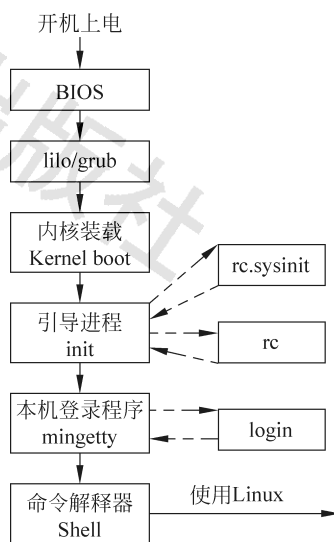 开机上电
BIOS
lilo/grub
内核装载
Kernel boot
rc.sysinit
引导进程
init
rc
本机登录程序
mingetty
login
命令解释器
Shell
使用Linux
版社